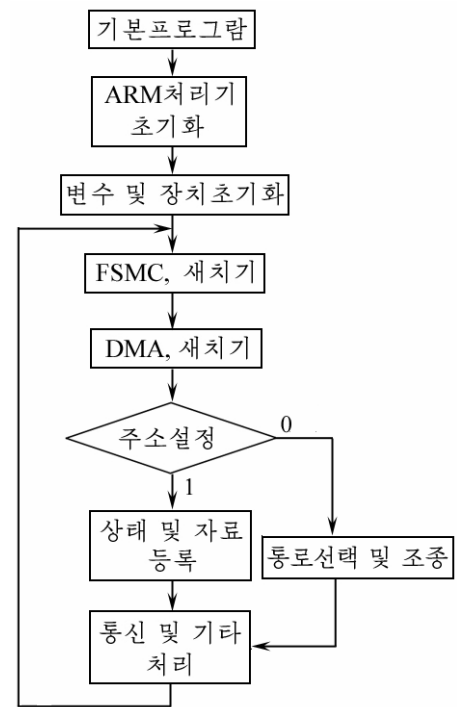 기본프로그람
ARM처리기
초기화
변수 및 장치초기화
FSMC, 새치기
DMA, 새치기
주소설정
0
1
상태 및 자료
등록
통로선택 및 조종
통신 및 기타
처리